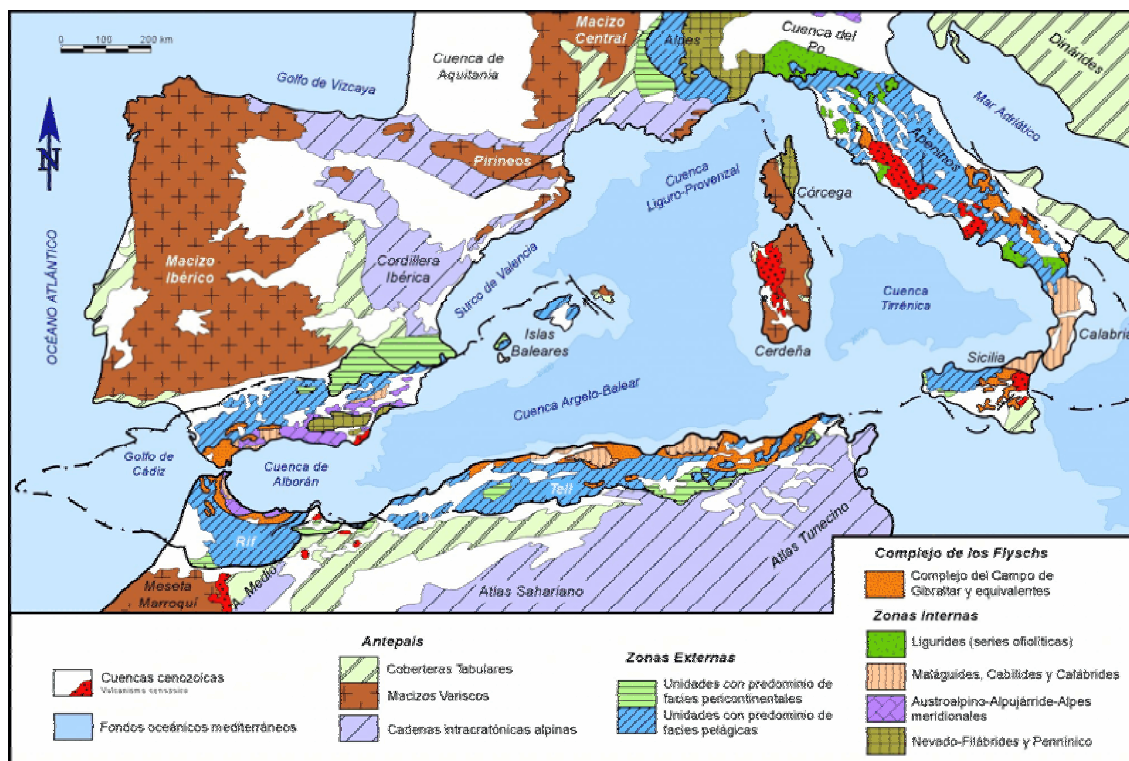 0 100 200 km
N
OCÉANO ATLÁNTICO
Golfo de Vizcaya
Cuenca de
Aquitania
Macizo
Central
Alpes
Cuenca del
Po
Dinárides
Mar Adriático
Apeninos
Pirineos
Cuenca
Liguro-Provenzal
Córcega
Macizo
Ibérico
Cordillera
Ibérica
Surco de Valencia
Islas
Baleares
Cerdeña
Cuenca
Tirrénica
Calabria
Sicilia
Cuenca Argelo-Balear
Golfo de
Cádiz
Cuenca de
Alborán
Rif
Tell
Meseta
Marroquí
A. Medio
Atlas Sahariano
Atlas Tunecino
Cuencas cenozoicas
Vulcanismo cenozoico
Fondos oceánicos mediterráneos
Antepaís
Coberteras Tabulares
Macizos Variscos
Cadenas intracratónicas alpinas
Zonas Externas
Unidades con predominio de
facies pericontinentales
Unidades con predominio de
facies pelágicas
Complejo de los Flyschs
Complejo del Campo de
Gibraltar y equivalentes
Zonas Internas
Ligurides (series ofiolíticas)
Maláguides, Cabílides y Calábrides
Austroalpino-Alpujárride-Alpes
meridionales
Nevado-Filábrides y Pennínico